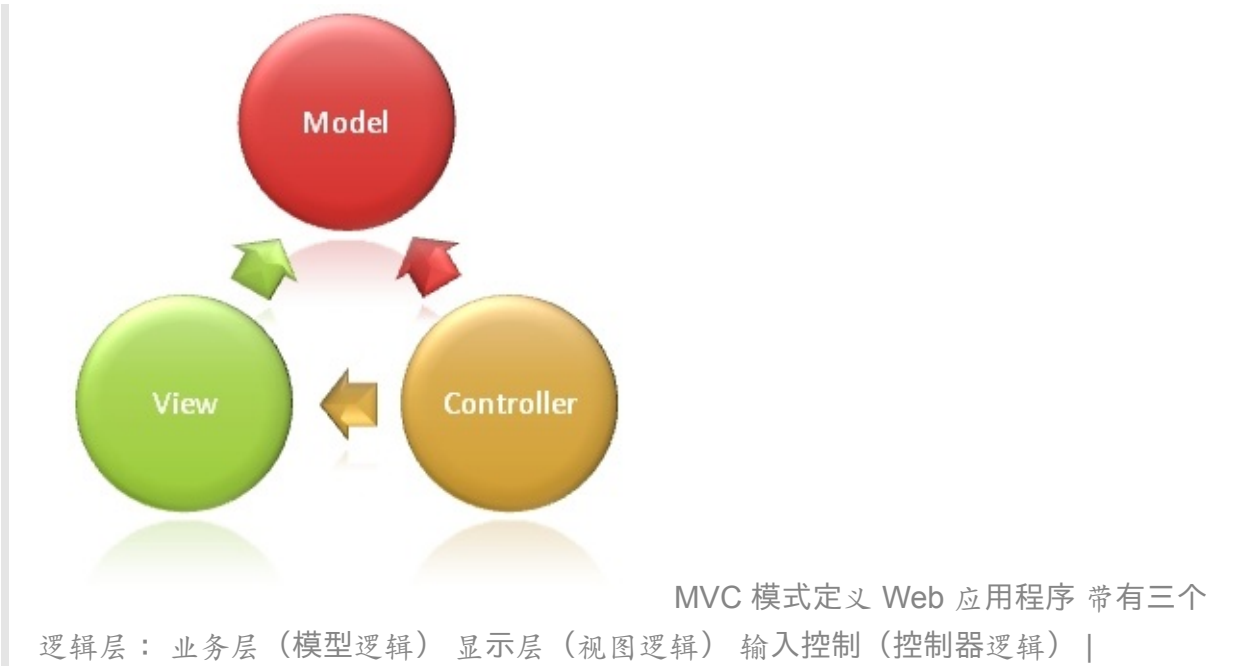 Model
View
Controller
MVC 模式定义 Web 应用程序 带有三个
逻辑层： 业务层（模型逻辑） 显示层（视图逻辑） 输入控制（控制器逻辑） |